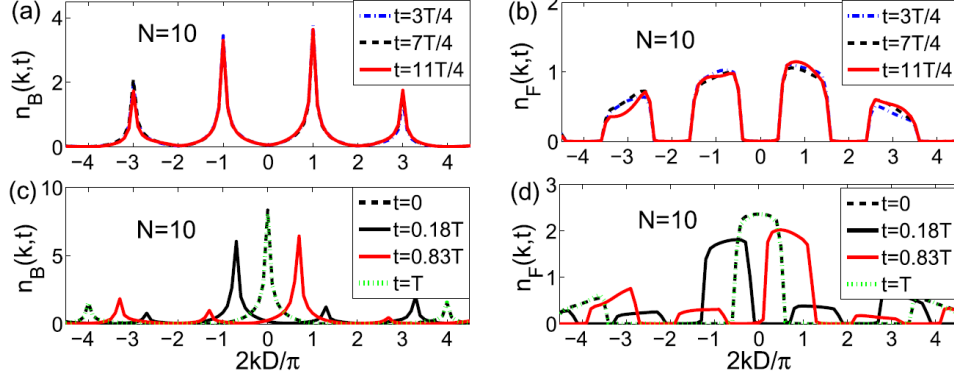 (a)
n_B(k,t)
4
2
0
N=10
t=3T/4
t=7T/4
t=11T/4
−4 −3 −2 −1 0 1 2 3 4
(b)
n_F(k,t)
2
1
0
N=10
t=3T/4
t=7T/4
t=11T/4
−4 −3 −2 −1 0 1 2 3 4
(c)
n_B(k,t)
10
5
0
N=10
t=0
t=0.18T
t=0.83T
t=T
−4 −3 −2 −1 0 1 2 3 4
2kD/π
(d)
n_F(k,t)
3
2
1
0
N=10
t=0
t=0.18T
t=0.83T
t=T
−4 −3 −2 −1 0 1 2 3 4
2kD/π